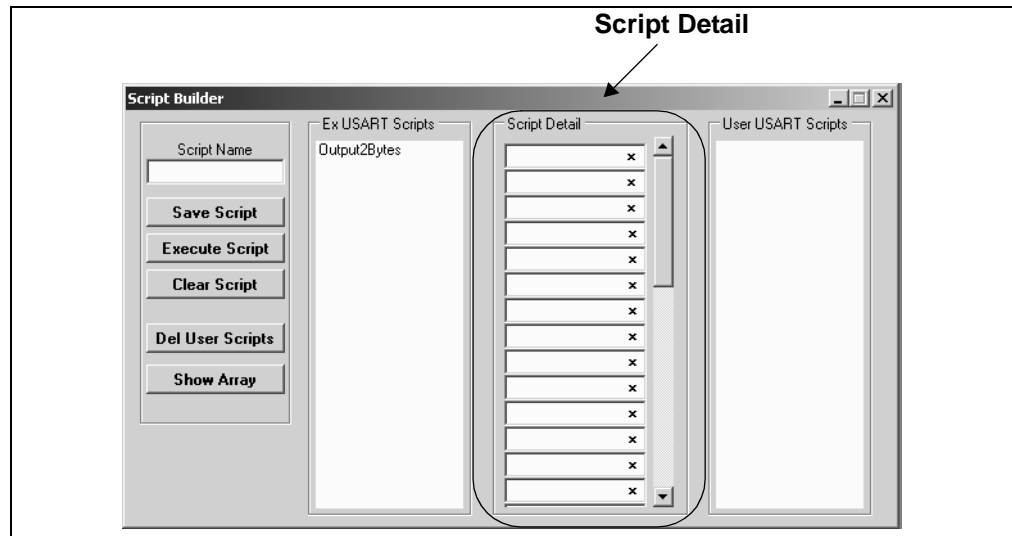 Script Detail
Script Builder
Script Name
Save Script
Execute Script
Clear Script
Del User Scripts
Show Array
Ex USART Scripts
Output2Bytes
Script Detail
x
x
x
x
x
x
x
x
x
x
x
x
x
x
User USART Scripts